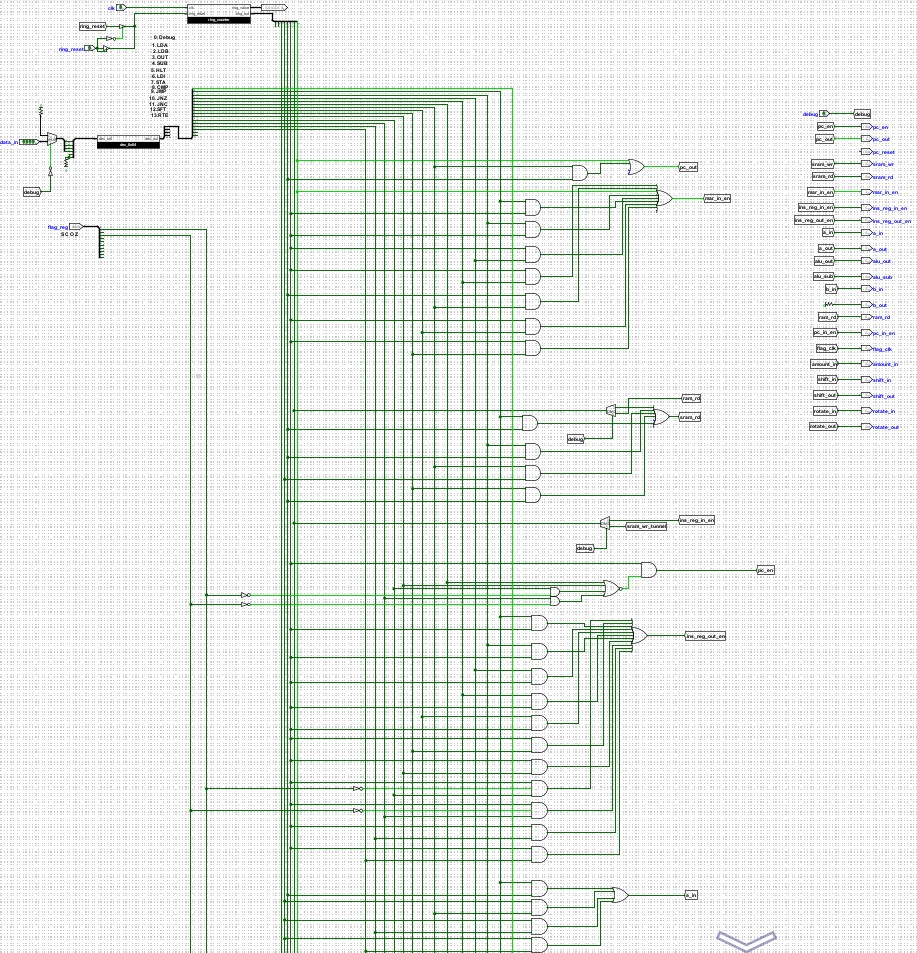 clk
ring_counter
ring_reset
ring_reset
0.Debug
1.LDA
2.LDB
3.OUT
4.SUB
5.HLT
6.LDI
7.STA
8.CMP
9.JMP
10.JNZ
11.JNC
12.SFT
13.RTE
data_in
debug
flag_reg
S C O Z
pc_out
mar_in_en
ram_rd
sram_rd
debug
ins_reg_in_en
sram_wr_tunnel
debug
pc_en
ins_reg_out_en
a_in
debug debug
pc_en pc_en
pc_out pc_out
pc_reset
sram_wr sram_wr
sram_rd sram_rd
mar_in_en mar_in_en
ins_reg_in_en ins_reg_in_en
ins_reg_out_en ins_reg_out_en
a_in a_in
a_out a_out
alu_out alu_out
alu_sub alu_sub
b_in b_in
b_out
ram_rd ram_rd
pc_in_en pc_in_en
flag_clk flag_clk
amount_in amount_in
shift_in shift_in
shift_out shift_out
rotate_in rotate_in
rotate_out rotate_out